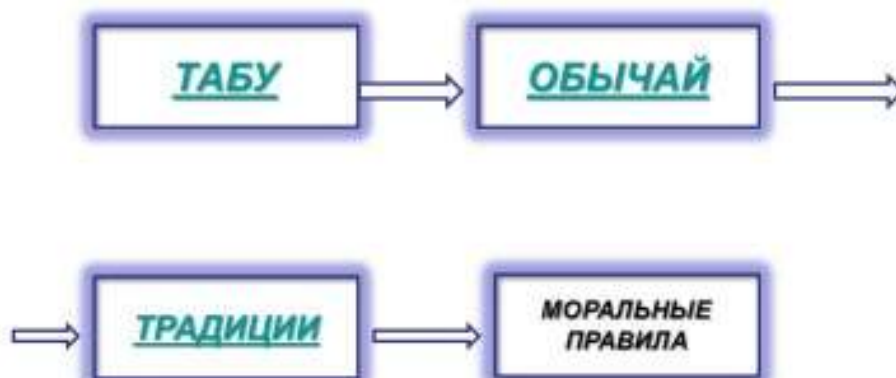 ТАБУ
ОБЫЧАЙ
ТРАДИЦИИ
МОРАЛЬНЫЕ
ПРАВИЛА